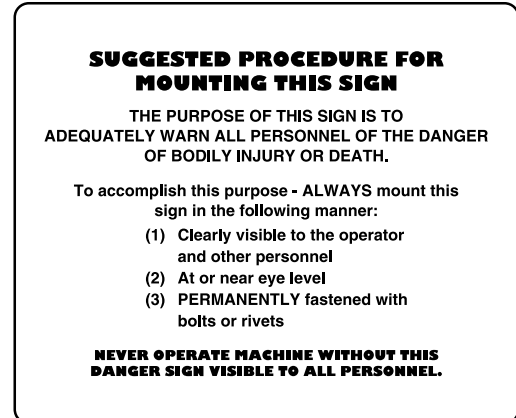 SUGGESTED PROCEDURE FOR
MOUNTING THIS SIGN
THE PURPOSE OF THIS SIGN IS TO
ADEQUATELY WARN ALL PERSONNEL OF THE DANGER
OF BODILY INJURY OR DEATH.
To accomplish this purpose - ALWAYS mount this
sign in the following manner:
(1) Clearly visible to the operator
and other personnel
(2) At or near eye level
(3) PERMANENTLY fastened with
bolts or rivets
NEVER OPERATE MACHINE WITHOUT THIS
DANGER SIGN VISIBLE TO ALL PERSONNEL.